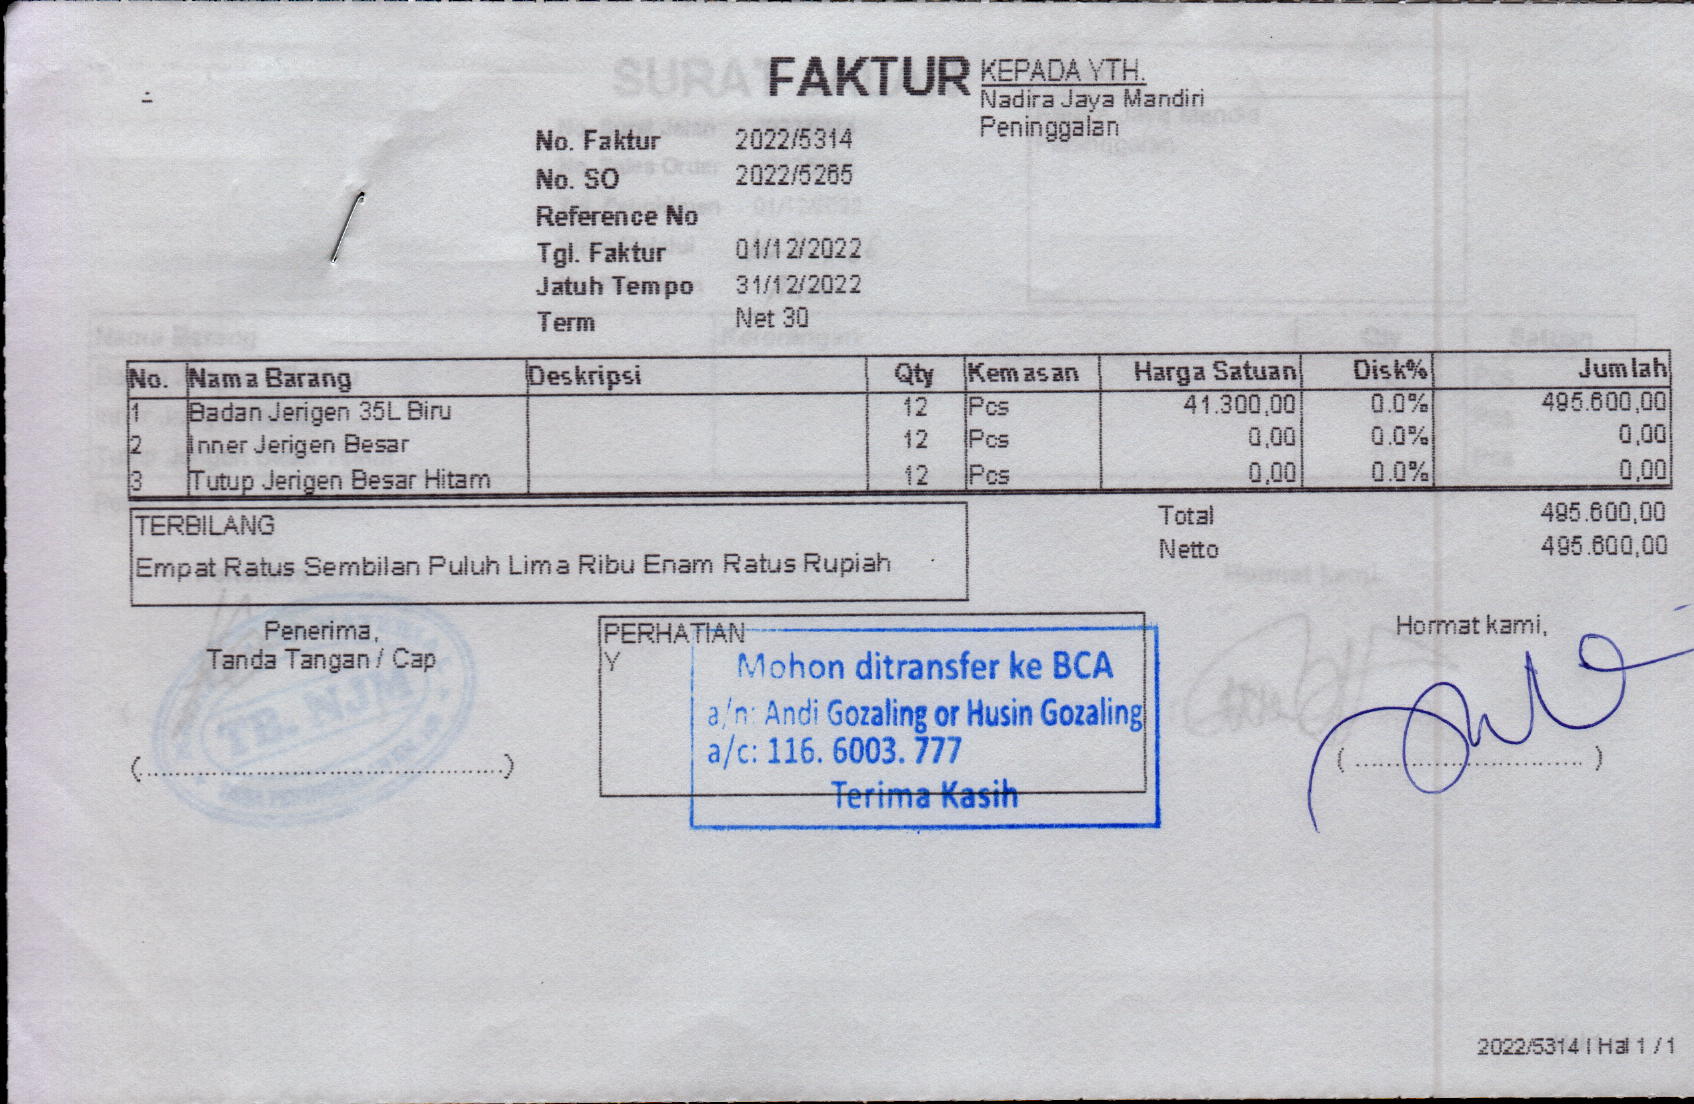 FAKTUR
KEPADA YTH.
Nadira Jaya Mandiri
Peninggalan
No. Faktur 2022/5314
No. SO 2022/5265
Reference No
Tgl. Faktur 01/12/2022
Jatuh Tempo 31/12/2022
Term Net 30
No. Nama Barang Deskripsi Qty Kemasan Harga Satuan Disk% Jumlah
1 Badan Jerigen 35L Biru 12 Pcs 41.300,00 0.0% 495.600,00
2 Inner Jerigen Besar 12 Pcs 0,00 0.0% 0,00
3 Tutup Jerigen Besar Hitam 12 Pcs 0,00 0.0% 0,00
TERBILANG
Empat Ratus Sembilan Puluh Lima Ribu Enam Ratus Rupiah
Total 495.600,00
Netto 495.600,00
Penerima,
Tanda Tangan / Cap
TB. NJM
(..............................................)
PERHATIAN
Y
Mohon ditransfer ke BCA
a/n: Andi Gozaling or Husin Gozaling
a/c: 116. 6003. 777
Terima Kasih
Hormat kami,
(..............................)
2022/5314 | Hal 1 / 1